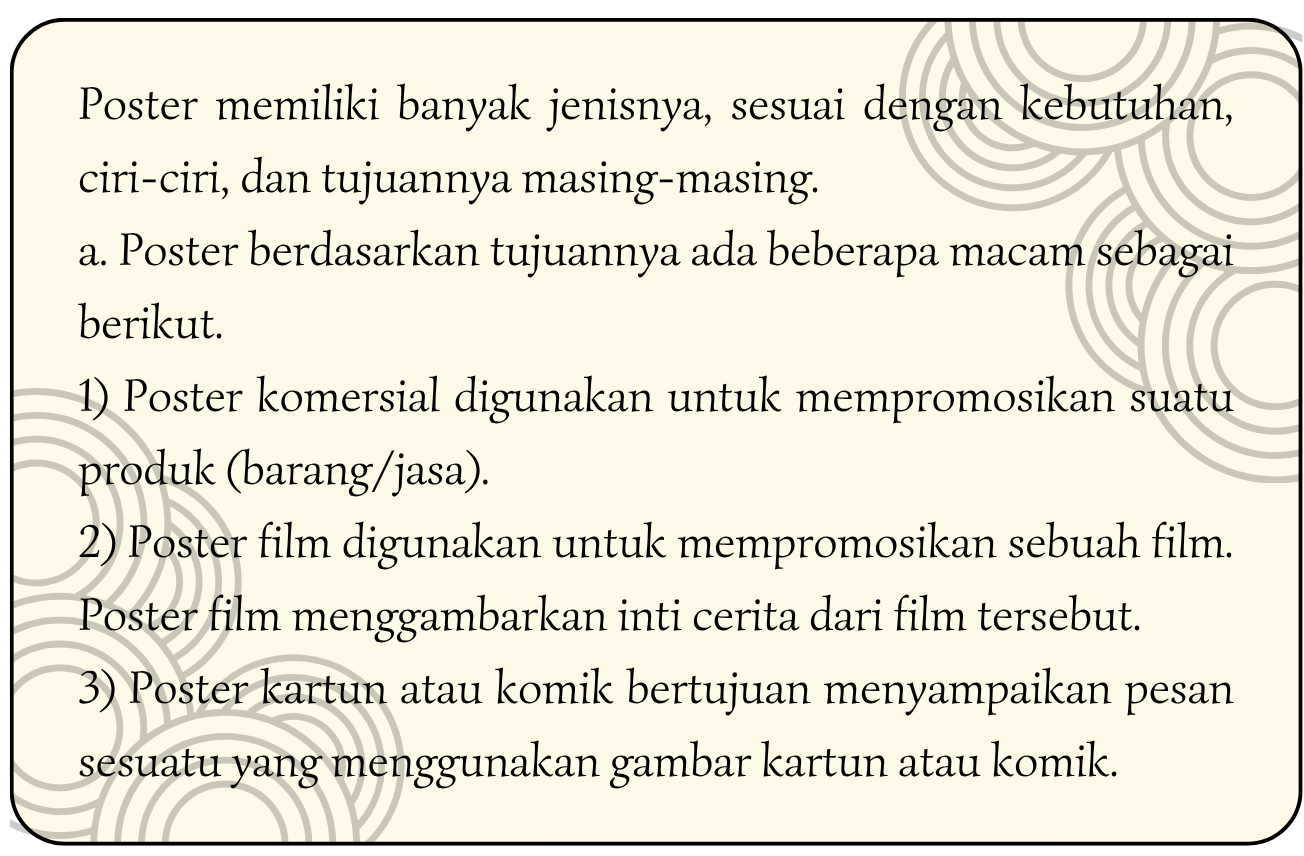 Poster memiliki banyak jenisnya, sesuai dengan kebutuhan,
ciri-ciri, dan tujuannya masing-masing.
a. Poster berdasarkan tujuannya ada beberapa macam sebagai
berikut.
1) Poster komersial digunakan untuk mempromosikan suatu
produk (barang/jasa).
2) Poster film digunakan untuk mempromosikan sebuah film.
Poster film menggambarkan inti cerita dari film tersebut.
3) Poster kartun atau komik bertujuan menyampaikan pesan
sesuatu yang menggunakan gambar kartun atau komik.